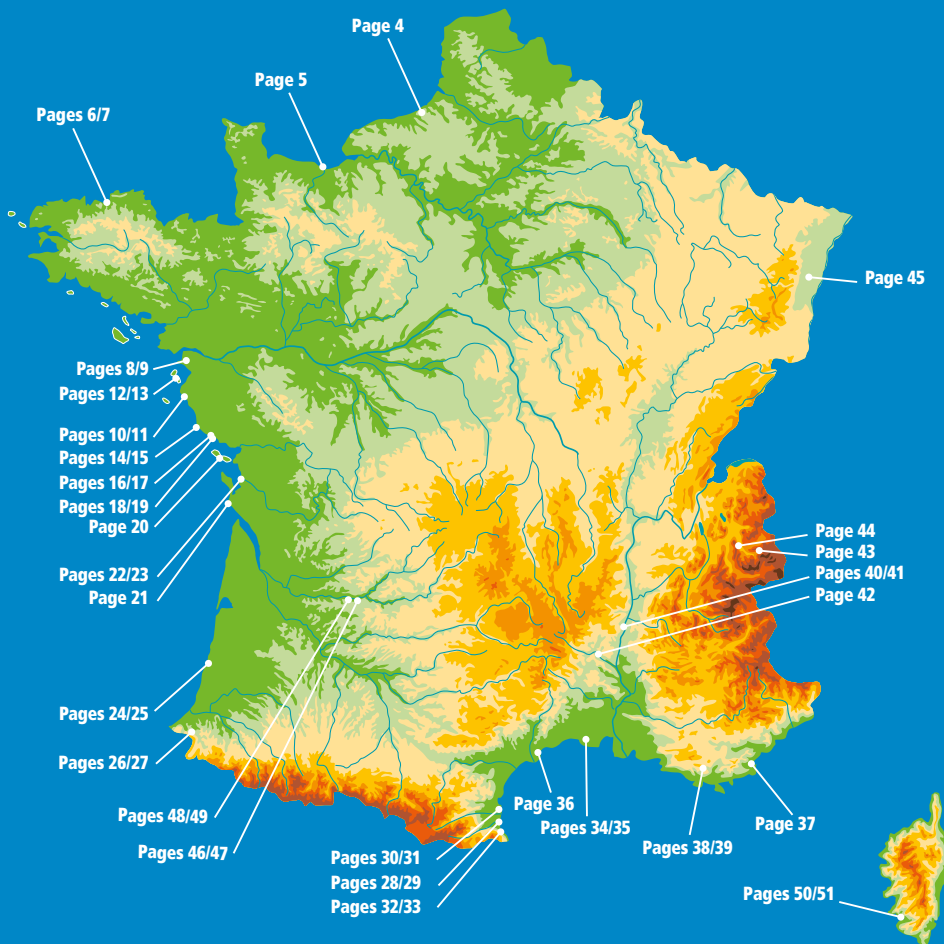 Page 4
Page 5
Pages 6/7
Page 45
Pages 8/9
Pages 12/13
Pages 10/11
Pages 14/15
Pages 16/17
Pages 18/19
Page 20
Pages 22/23
Page 21
Page 44
Page 43
Pages 40/41
Page 42
Pages 24/25
Pages 26/27
Pages 48/49
Pages 46/47
Page 36
Pages 34/35
Page 37
Pages 38/39
Pages 30/31
Pages 28/29
Pages 32/33
Pages 50/51